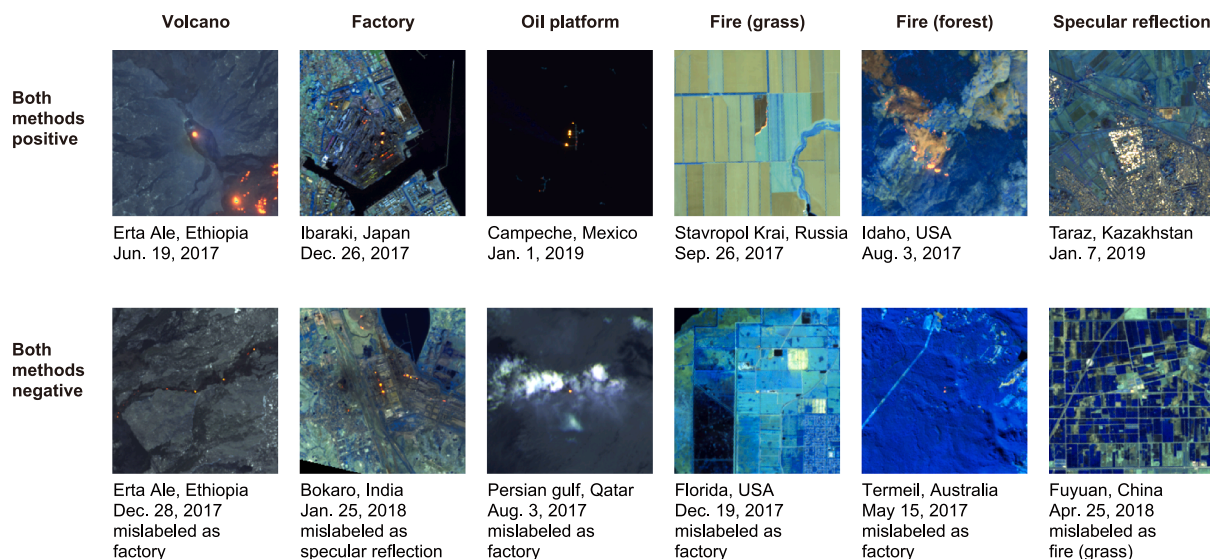 Volcano
Factory
Oil platform
Fire (grass)
Fire (forest)
Specular reflection
Both
methods
positive
Erta Ale, Ethiopia
Jun. 19, 2017
Ibaraki, Japan
Dec. 26, 2017
Campeche, Mexico
Jan. 1, 2019
Stavropol Krai, Russia
Sep. 26, 2017
Idaho, USA
Aug. 3, 2017
Taraz, Kazakhstan
Jan. 7, 2019
Both
methods
negative
Erta Ale, Ethiopia
Dec. 28, 2017
mislabeled as
factory
Bokaro, India
Jan. 25, 2018
mislabeled as
specular reflection
Persian gulf, Qatar
Aug. 3, 2017
mislabeled as
factory
Florida, USA
Dec. 19, 2017
mislabeled as
factory
Termeil, Australia
May 15, 2017
mislabeled as
factory
Fuyuan, China
Apr. 25, 2018
mislabeled as
fire (grass)